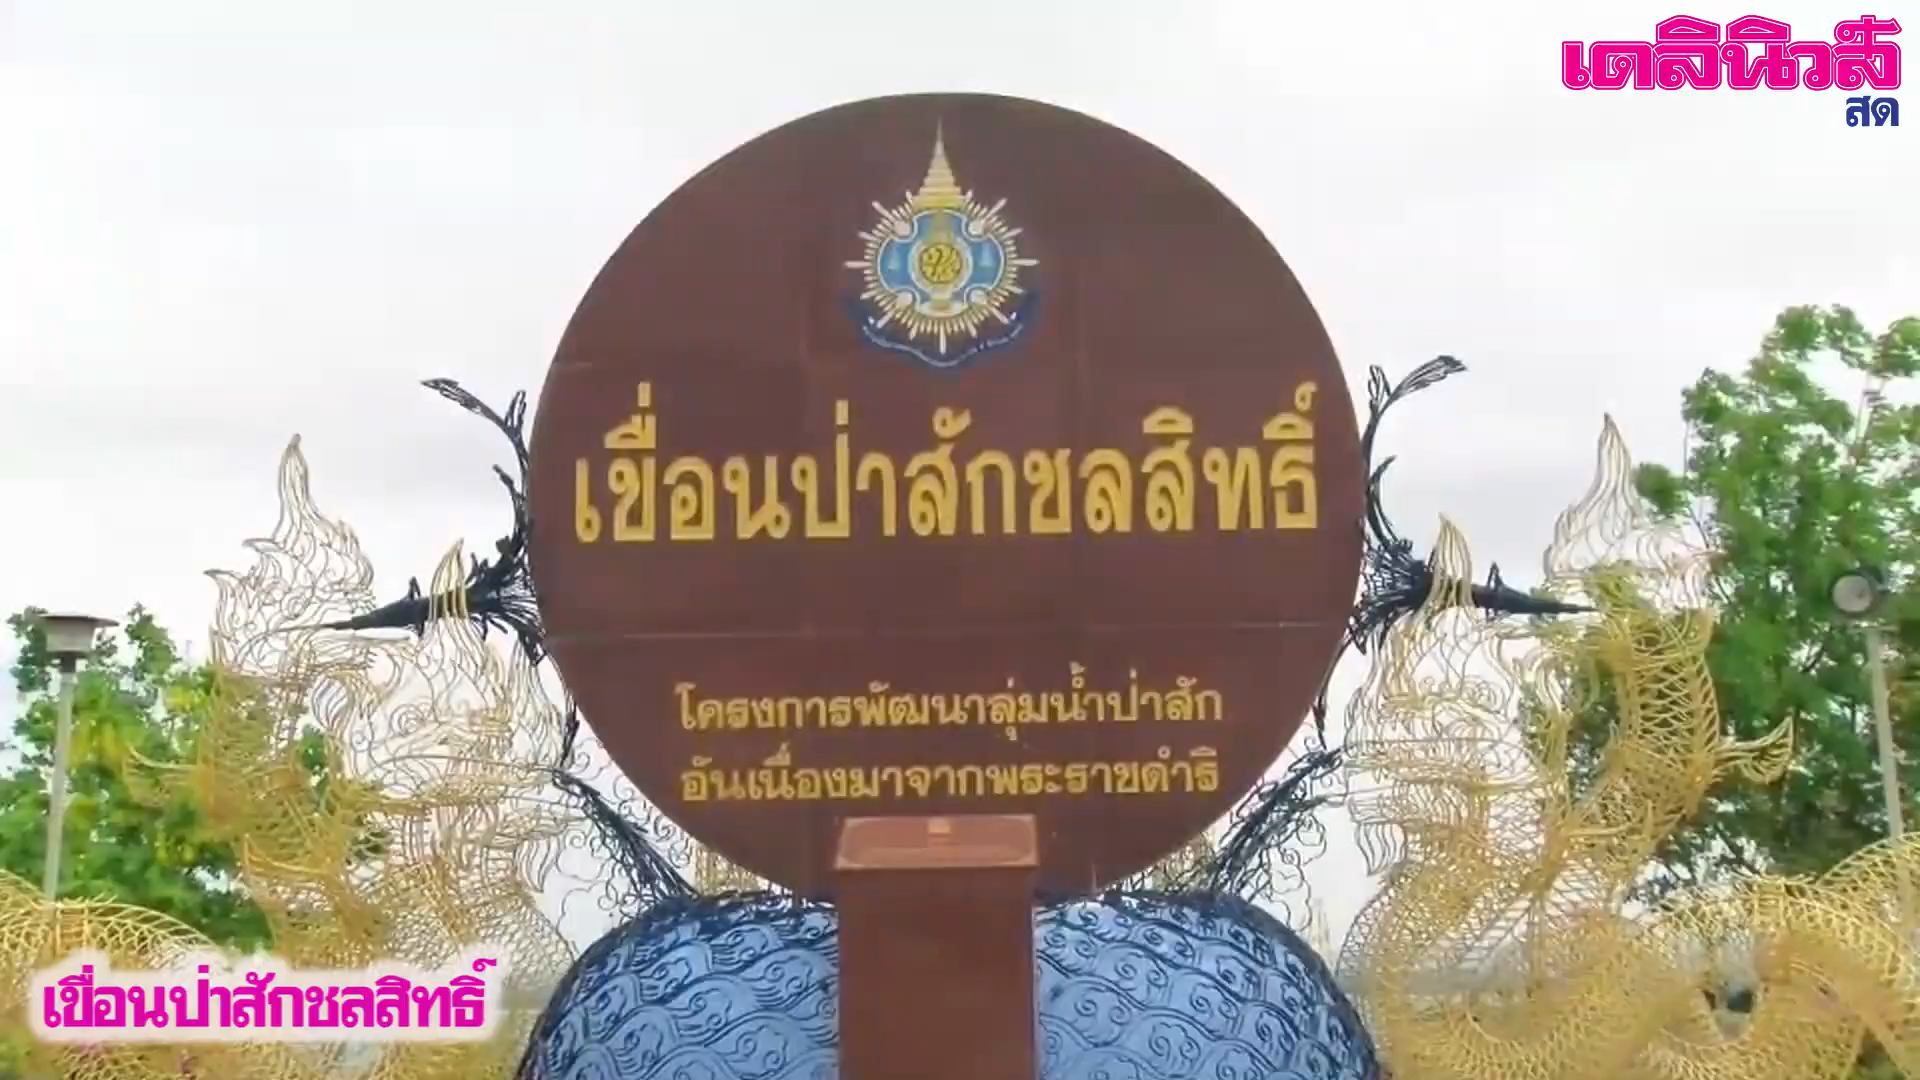 เดลินิวส์
สด
เขื่อนป่าสักชลสิทธิ์
โครงการพัฒนาลุ่มน้ำป่าสัก
อันเนื่องมาจากพระราชดำริ
เขื่อนป่าสักชลสิทธิ์